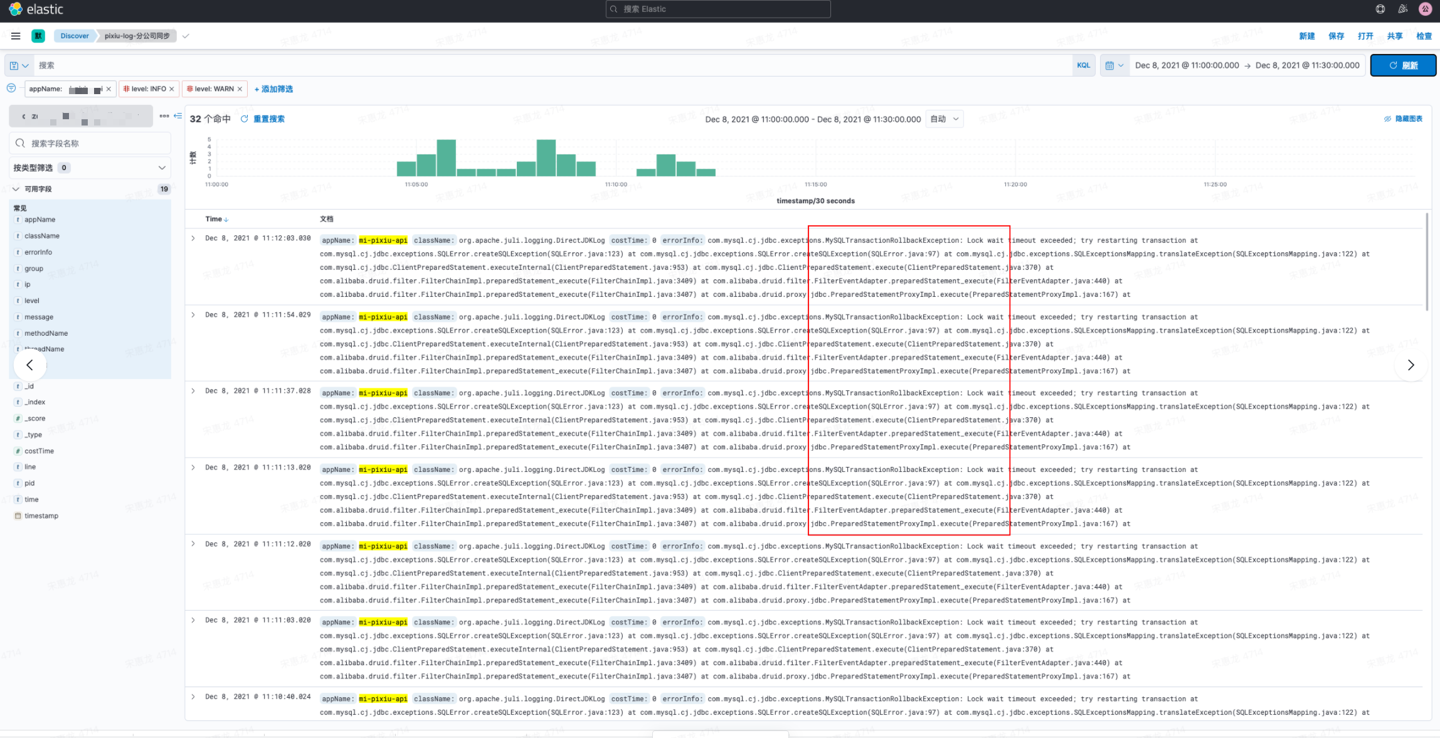 elastic
搜索 Elastic
公
默
Discover
pixiu-log-分公司同步
新建 保存 打开 共享 检查
搜索
KQL
Dec 8, 2021 @ 11:00:00.000 → Dec 8, 2021 @ 11:30:00.000
刷新
appName:
level: INFO ×
level: WARN ×
+ 添加筛选
搜索字段名称
按类型筛选 0
可用字段 19
常见
t appName
t className
t errorInfo
t group
t ip
t level
t message
t methodName
t _id
t _index
# _score
t _type
# costTime
t line
t pid
t time
timestamp
32 个命中
重置搜索
Dec 8, 2021 @ 11:00:00.000 - Dec 8, 2021 @ 11:30:00.000
自动
隐藏图表
计数
5
4
3
2
1
0
11:00:00 11:05:00 11:10:00 11:15:00 11:20:00 11:25:00
timestamp/30 seconds
Time ↓ 文档
Dec 8, 2021 @ 11:12:03.030 appName: mi-pixiu-api className: org.apache.juli.logging.DirectJDKLog costTime: 0 errorInfo: com.mysql.cj.jdbc.exceptions.MySQLTransactionRollbackException: Lock wait timeout exceeded; try restarting transaction at
com.mysql.cj.jdbc.exceptions.SQLError.createSQLException(SQLError.java:123) at com.mysql.cj.jdbc.exceptions.SQLError.createSQLException(SQLError.java:97) at com.mysql.cj.jdbc.exceptions.SQLExceptionsMapping.translateException(SQLExceptionsMapping.java:122) at
com.mysql.cj.jdbc.ClientPreparedStatement.executeInternal(ClientPreparedStatement.java:953) at com.mysql.cj.jdbc.ClientPreparedStatement.execute(ClientPreparedStatement.java:370) at
com.alibaba.druid.filter.FilterChainImpl.preparedStatement_execute(FilterChainImpl.java:3409) at com.alibaba.druid.filter.FilterEventAdapter.preparedStatement_execute(FilterEventAdapter.java:440) at
com.alibaba.druid.filter.FilterChainImpl.preparedStatement_execute(FilterChainImpl.java:3407) at com.alibaba.druid.proxy.jdbc.PreparedStatementProxyImpl.execute(PreparedStatementProxyImpl.java:167) at
Dec 8, 2021 @ 11:11:54.029 appName: mi-pixiu-api className: org.apache.juli.logging.DirectJDKLog costTime: 0 errorInfo: com.mysql.cj.jdbc.exceptions.MySQLTransactionRollbackException: Lock wait timeout exceeded; try restarting transaction at
com.mysql.cj.jdbc.exceptions.SQLError.createSQLException(SQLError.java:123) at com.mysql.cj.jdbc.exceptions.SQLError.createSQLException(SQLError.java:97) at com.mysql.cj.jdbc.exceptions.SQLExceptionsMapping.translateException(SQLExceptionsMapping.java:122) at
com.mysql.cj.jdbc.ClientPreparedStatement.executeInternal(ClientPreparedStatement.java:953) at com.mysql.cj.jdbc.ClientPreparedStatement.execute(ClientPreparedStatement.java:370) at
com.alibaba.druid.filter.FilterChainImpl.preparedStatement_execute(FilterChainImpl.java:3409) at com.alibaba.druid.filter.FilterEventAdapter.preparedStatement_execute(FilterEventAdapter.java:440) at
com.alibaba.druid.filter.FilterChainImpl.preparedStatement_execute(FilterChainImpl.java:3407) at com.alibaba.druid.proxy.jdbc.PreparedStatementProxyImpl.execute(PreparedStatementProxyImpl.java:167) at
Dec 8, 2021 @ 11:11:37.028 appName: mi-pixiu-api className: org.apache.juli.logging.DirectJDKLog costTime: 0 errorInfo: com.mysql.cj.jdbc.exceptions.MySQLTransactionRollbackException: Lock wait timeout exceeded; try restarting transaction at
com.mysql.cj.jdbc.exceptions.SQLError.createSQLException(SQLError.java:123) at com.mysql.cj.jdbc.exceptions.SQLError.createSQLException(SQLError.java:97) at com.mysql.cj.jdbc.exceptions.SQLExceptionsMapping.translateException(SQLExceptionsMapping.java:122) at
com.mysql.cj.jdbc.ClientPreparedStatement.executeInternal(ClientPreparedStatement.java:953) at com.mysql.cj.jdbc.ClientPreparedStatement.execute(ClientPreparedStatement.java:370) at
com.alibaba.druid.filter.FilterChainImpl.preparedStatement_execute(FilterChainImpl.java:3409) at com.alibaba.druid.filter.FilterEventAdapter.preparedStatement_execute(FilterEventAdapter.java:440) at
com.alibaba.druid.filter.FilterChainImpl.preparedStatement_execute(FilterChainImpl.java:3407) at com.alibaba.druid.proxy.jdbc.PreparedStatementProxyImpl.execute(PreparedStatementProxyImpl.java:167) at
Dec 8, 2021 @ 11:11:13.020 appName: mi-pixiu-api className: org.apache.juli.logging.DirectJDKLog costTime: 0 errorInfo: com.mysql.cj.jdbc.exceptions.MySQLTransactionRollbackException: Lock wait timeout exceeded; try restarting transaction at
com.mysql.cj.jdbc.exceptions.SQLError.createSQLException(SQLError.java:123) at com.mysql.cj.jdbc.exceptions.SQLError.createSQLException(SQLError.java:97) at com.mysql.cj.jdbc.exceptions.SQLExceptionsMapping.translateException(SQLExceptionsMapping.java:122) at
com.mysql.cj.jdbc.ClientPreparedStatement.executeInternal(ClientPreparedStatement.java:953) at com.mysql.cj.jdbc.ClientPreparedStatement.execute(ClientPreparedStatement.java:370) at
com.alibaba.druid.filter.FilterChainImpl.preparedStatement_execute(FilterChainImpl.java:3409) at com.alibaba.druid.filter.FilterEventAdapter.preparedStatement_execute(FilterEventAdapter.java:440) at
com.alibaba.druid.filter.FilterChainImpl.preparedStatement_execute(FilterChainImpl.java:3407) at com.alibaba.druid.proxy.jdbc.PreparedStatementProxyImpl.execute(PreparedStatementProxyImpl.java:167) at
Dec 8, 2021 @ 11:11:12.020 appName: mi-pixiu-api className: org.apache.juli.logging.DirectJDKLog costTime: 0 errorInfo: com.mysql.cj.jdbc.exceptions.MySQLTransactionRollbackException: Lock wait timeout exceeded; try restarting transaction at
com.mysql.cj.jdbc.exceptions.SQLError.createSQLException(SQLError.java:123) at com.mysql.cj.jdbc.exceptions.SQLError.createSQLException(SQLError.java:97) at com.mysql.cj.jdbc.exceptions.SQLExceptionsMapping.translateException(SQLExceptionsMapping.java:122) at
com.mysql.cj.jdbc.ClientPreparedStatement.executeInternal(ClientPreparedStatement.java:953) at com.mysql.cj.jdbc.ClientPreparedStatement.execute(ClientPreparedStatement.java:370) at
com.alibaba.druid.filter.FilterChainImpl.preparedStatement_execute(FilterChainImpl.java:3409) at com.alibaba.druid.filter.FilterEventAdapter.preparedStatement_execute(FilterEventAdapter.java:440) at
com.alibaba.druid.filter.FilterChainImpl.preparedStatement_execute(FilterChainImpl.java:3407) at com.alibaba.druid.proxy.jdbc.PreparedStatementProxyImpl.execute(PreparedStatementProxyImpl.java:167) at
Dec 8, 2021 @ 11:11:03.020 appName: mi-pixiu-api className: org.apache.juli.logging.DirectJDKLog costTime: 0 errorInfo: com.mysql.cj.jdbc.exceptions.MySQLTransactionRollbackException: Lock wait timeout exceeded; try restarting transaction at
com.mysql.cj.jdbc.exceptions.SQLError.createSQLException(SQLError.java:123) at com.mysql.cj.jdbc.exceptions.SQLError.createSQLException(SQLError.java:97) at com.mysql.cj.jdbc.exceptions.SQLExceptionsMapping.translateException(SQLExceptionsMapping.java:122) at
com.mysql.cj.jdbc.ClientPreparedStatement.executeInternal(ClientPreparedStatement.java:953) at com.mysql.cj.jdbc.ClientPreparedStatement.execute(ClientPreparedStatement.java:370) at
com.alibaba.druid.filter.FilterChainImpl.preparedStatement_execute(FilterChainImpl.java:3409) at com.alibaba.druid.filter.FilterEventAdapter.preparedStatement_execute(FilterEventAdapter.java:440) at
com.alibaba.druid.filter.FilterChainImpl.preparedStatement_execute(FilterChainImpl.java:3407) at com.alibaba.druid.proxy.jdbc.PreparedStatementProxyImpl.execute(PreparedStatementProxyImpl.java:167) at
Dec 8, 2021 @ 11:10:40.024 appName: mi-pixiu-api className: org.apache.juli.logging.DirectJDKLog costTime: 0 errorInfo: com.mysql.cj.jdbc.exceptions.MySQLTransactionRollbackException: Lock wait timeout exceeded; try restarting transaction at
com.mysql.cj.jdbc.exceptions.SQLError.createSQLException(SQLError.java:123) at com.mysql.cj.jdbc.exceptions.SQLError.createSQLException(SQLError.java:97) at com.mysql.cj.jdbc.exceptions.SQLExceptionsMapping.translateException(SQLExceptionsMapping.java:122) at